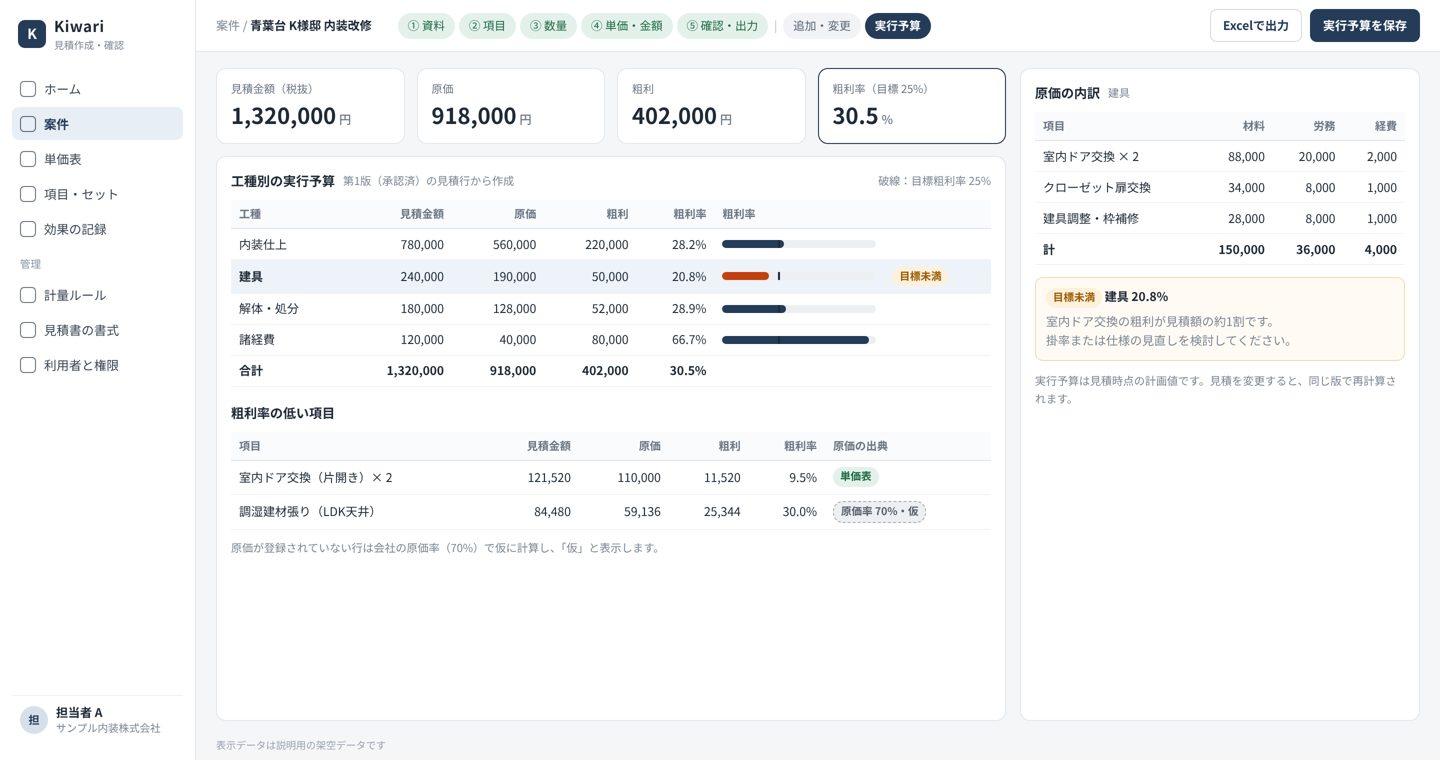 K
Kiwari
見積作成・確認
ホーム
案件
単価表
項目・セット
効果の記録
管理
計量ルール
見積書の書式
利用者と権限
担
担当者 A
サンプル内装株式会社
案件 / 青葉台 K様邸 内装改修
① 資料
② 項目
③ 数量
④ 単価・金額
⑤ 確認・出力
追加・変更
実行予算
Excelで出力
実行予算を保存
見積金額（税抜）
1,320,000 円
原価
918,000 円
粗利
402,000 円
粗利率（目標 25%）
30.5 %
工種別の実行予算 第1版（承認済）の見積行から作成
破線：目標粗利率 25%
工種 見積金額 原価 粗利 粗利率 粗利率
内装仕上 780,000 560,000 220,000 28.2%
建具 240,000 190,000 50,000 20.8% 目標未満
解体・処分 180,000 128,000 52,000 28.9%
諸経費 120,000 40,000 80,000 66.7%
合計 1,320,000 918,000 402,000 30.5%
粗利率の低い項目
項目 見積金額 原価 粗利 粗利率 原価の出典
室内ドア交換（片開き）× 2 121,520 110,000 11,520 9.5% 単価表
調湿建材張り（LDK天井） 84,480 59,136 25,344 30.0% 原価率 70%・仮
原価が登録されていない行は会社の原価率（70%）で仮に計算し、「仮」と表示します。
原価の内訳 建具
項目 材料 労務 経費
室内ドア交換 × 2 88,000 20,000 2,000
クローゼット扉交換 34,000 8,000 1,000
建具調整・枠補修 28,000 8,000 1,000
計 150,000 36,000 4,000
目標未満 建具 20.8%
室内ドア交換の粗利が見積額の約1割です。
掛率または仕様の見直しを検討してください。
実行予算は見積時点の計画値です。見積を変更すると、同じ版で再計算さ
れます。
表示データは説明用の架空データです